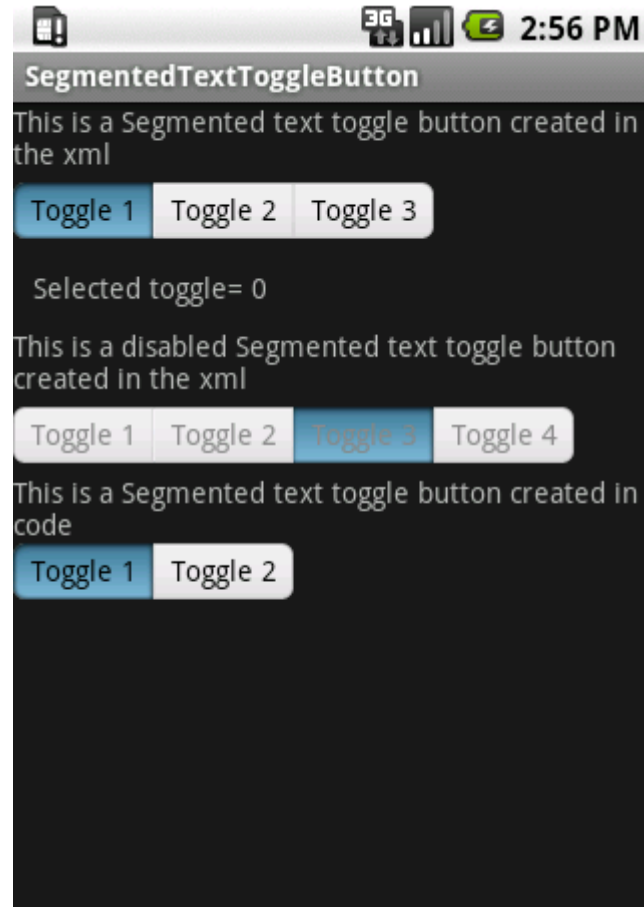 3G 2:56 PM
SegmentedTextToggleButton
This is a Segmented text toggle button created in
the xml
Toggle 1 Toggle 2 Toggle 3
Selected toggle= 0
This is a disabled Segmented text toggle button
created in the xml
Toggle 1 Toggle 2 Toggle 3 Toggle 4
This is a Segmented text toggle button created in
code
Toggle 1 Toggle 2